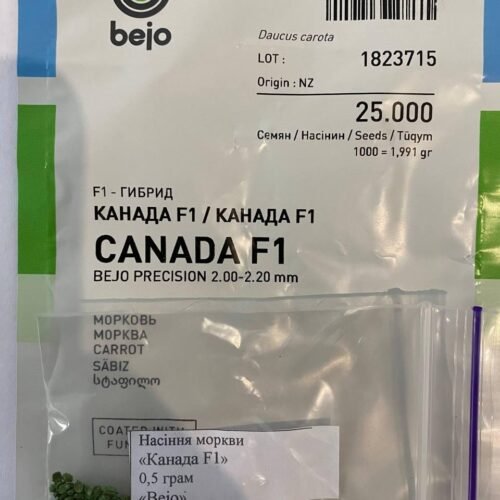 bejo
Daucus carota
LOT : 1823715
Origin : NZ
25.000
Семян / Насінин / Seeds / Tūqym
1000 = 1,991 gr
F1 - ГИБРИД
КАНАДА F1 / КАНАДА F1
CANADA F1
BEJO PRECISION 2.00-2.20 mm
МОРКОВЬ
МОРКВА
CARROT
SÄBIZ
სტაფილო
COATED WITH
Насіння моркви
«Канада F1»
0,5 грам
«Bejo»